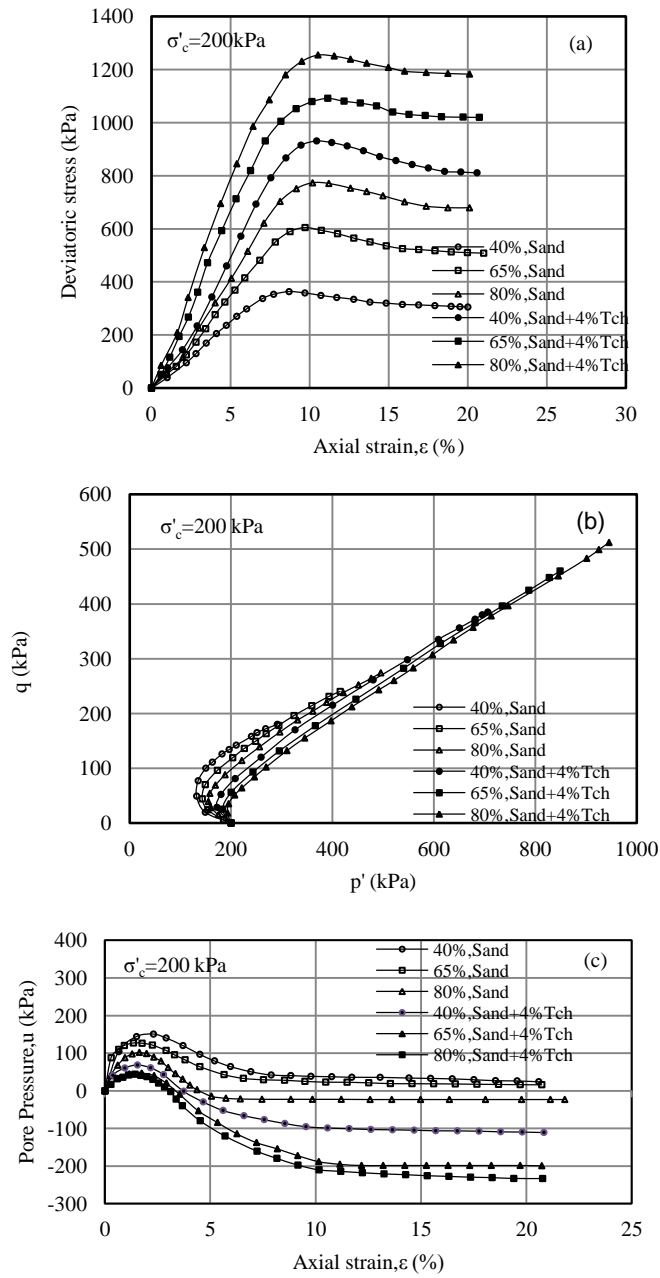 σ'c=200kPa
(a)
1400
1200
1000
800
600
400
200
0
Deviatoric stress (kPa)
40%,Sand
65%,Sand
80%,Sand
40%,Sand+4%Tch
65%,Sand+4%Tch
80%,Sand+4%Tch
0 5 10 15 20 25 30
Axial strain,ε (%)
σ'c=200 kPa
(b)
600
500
400
300
200
100
0
q (kPa)
40%,Sand
65%,Sand
80%,Sand
40%,Sand+4%Tch
65%,Sand+4%Tch
80%,Sand+4%Tch
0 200 400 600 800 1000
p' (kPa)
σ'c=200 kPa
(c)
400
300
200
100
0
-100
-200
-300
Pore Pressure,u (kPa)
40%,Sand
65%,Sand
80%,Sand
40%,Sand+4%Tch
65%,Sand+4%Tch
80%,Sand+4%Tch
0 5 10 15 20 25
Axial strain,ε (%)